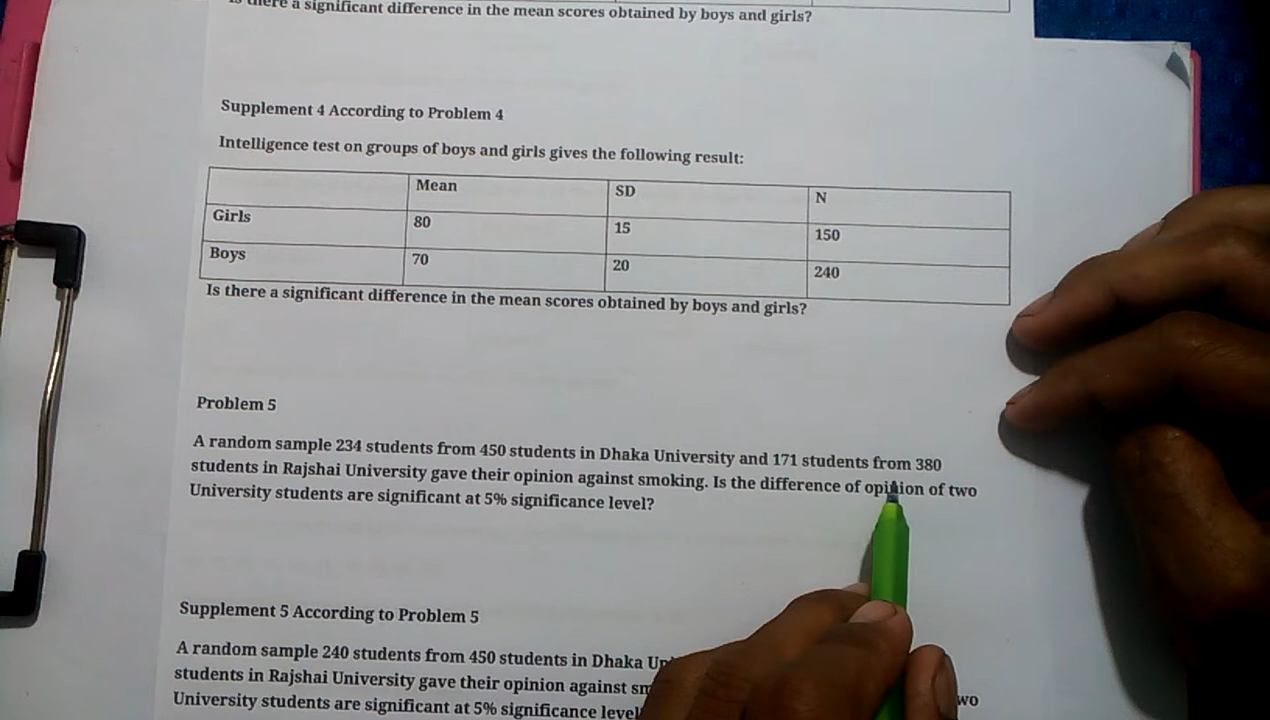 there a significant difference in the mean scores obtained by boys and girls?
Supplement 4 According to Problem 4
Intelligence test on groups of boys and girls gives the following result:
Mean SD N
Girls 80 15 150
Boys 70 20 240
Is there a significant difference in the mean scores obtained by boys and girls?
Problem 5
A random sample 234 students from 450 students in Dhaka University and 171 students from 380
students in Rajshai University gave their opinion against smoking. Is the difference of opinion of two
University students are significant at 5% significance level?
Supplement 5 According to Problem 5
A random sample 240 students from 450 students in Dhaka
students in Rajshai University gave their opinion against
University students are significant at 5% significance